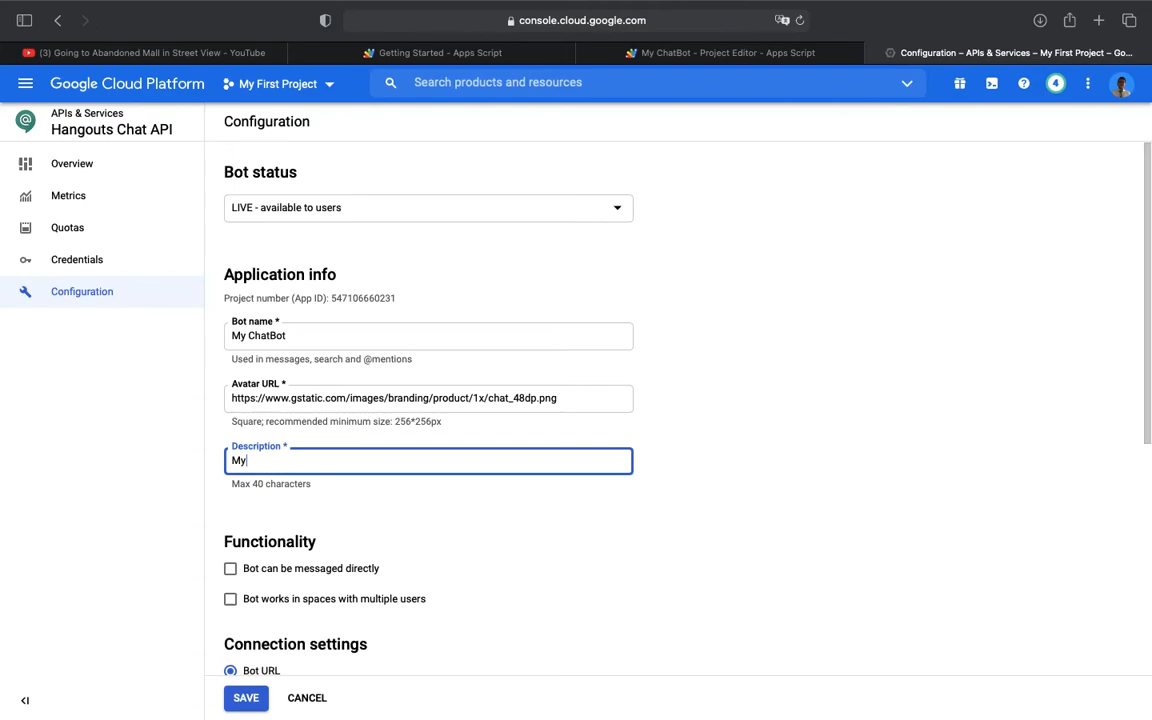 console.cloud.google.com
(3) Going to Abandoned Mall in Street View - YouTube
Getting Started - Apps Script
My ChatBot - Project Editor - Apps Script
Configuration – APIs & Services – My First Project – Go...
Google Cloud Platform
My First Project
Search products and resources
4
APIs & Services
Hangouts Chat API
Configuration
Overview
Metrics
Quotas
Credentials
Configuration
Bot status
LIVE - available to users
Application info
Project number (App ID): 547106660231
Bot name *
My ChatBot
Used in messages, search and @mentions
Avatar URL *
https://www.gstatic.com/images/branding/product/1x/chat_48dp.png
Square; recommended minimum size: 256*256px
Description *
My
Max 40 characters
Functionality
Bot can be messaged directly
Bot works in spaces with multiple users
Connection settings
Bot URL
SAVE
CANCEL